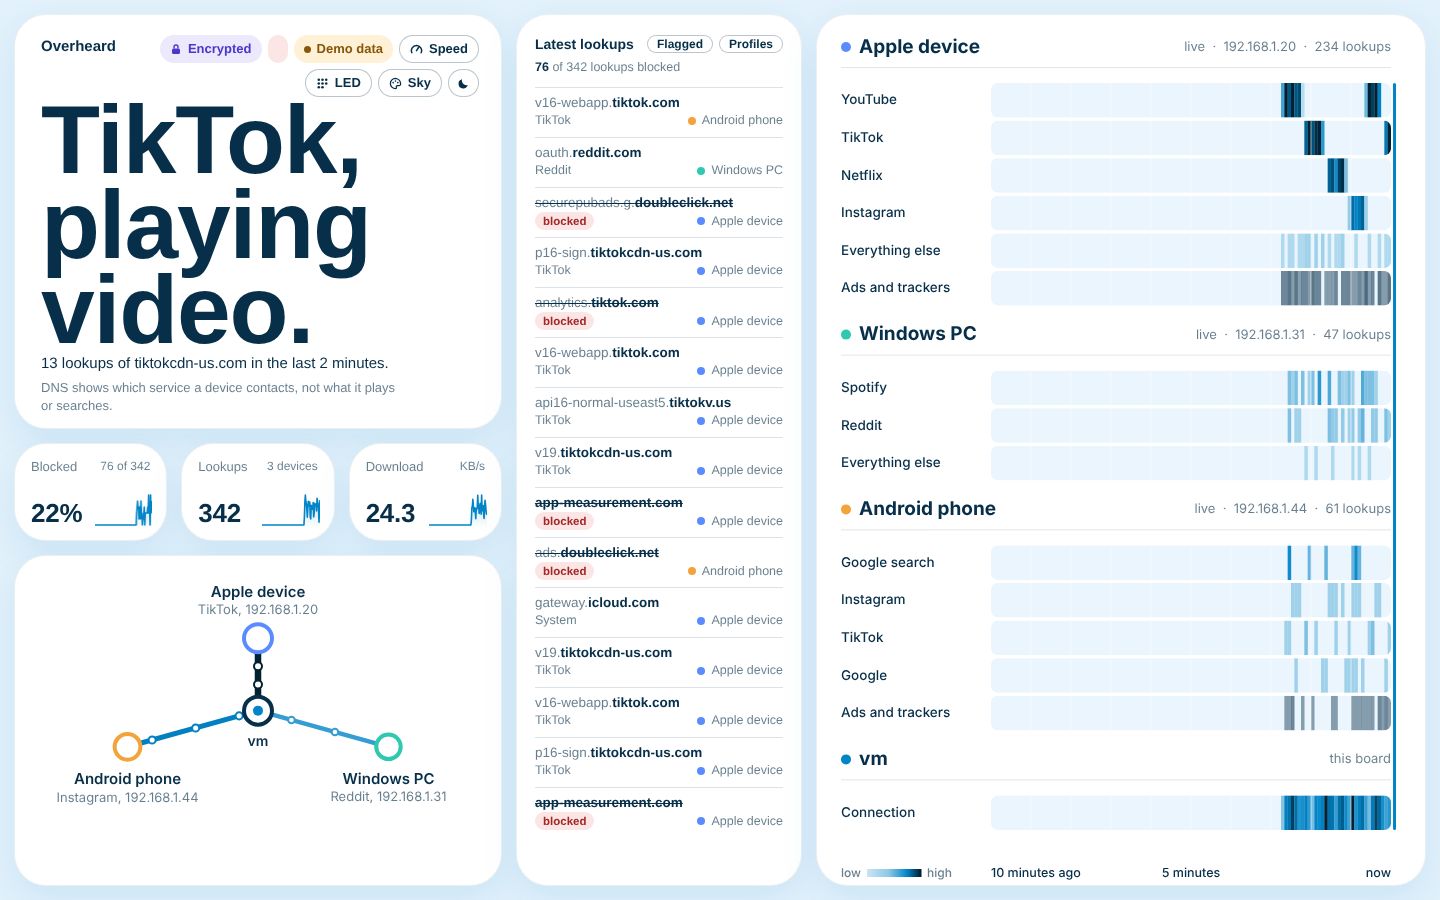 Overheard
Encrypted
Demo data
Speed
LED
Sky
TikTok,
playing
video.
13 lookups of tiktokcdn-us.com in the last 2 minutes.
DNS shows which service a device contacts, not what it plays
or searches.
Blocked 76 of 342
22%
Lookups 3 devices
342
Download KB/s
24.3
Apple device
TikTok, 192.168.1.20
vm
Android phone
Instagram, 192.168.1.44
Windows PC
Reddit, 192.168.1.31
Latest lookups Flagged Profiles
76 of 342 lookups blocked
v16-webapp.tiktok.com
TikTok Android phone
oauth.reddit.com
Reddit Windows PC
securepubads.g.doubleclick.net
blocked Apple device
p16-sign.tiktokcdn-us.com
TikTok Apple device
analytics.tiktok.com
blocked Apple device
v16-webapp.tiktok.com
TikTok Apple device
api16-normal-useast5.tiktokv.us
TikTok Apple device
v19.tiktokcdn-us.com
TikTok Apple device
app-measurement.com
blocked Apple device
ads.doubleclick.net
blocked Android phone
gateway.icloud.com
System Apple device
v19.tiktokcdn-us.com
TikTok Apple device
v16-webapp.tiktok.com
TikTok Apple device
p16-sign.tiktokcdn-us.com
TikTok Apple device
app-measurement.com
blocked Apple device
Apple device live · 192.168.1.20 · 234 lookups
YouTube
TikTok
Netflix
Instagram
Everything else
Ads and trackers
Windows PC live · 192.168.1.31 · 47 lookups
Spotify
Reddit
Everything else
Android phone live · 192.168.1.44 · 61 lookups
Google search
Instagram
TikTok
Google
Ads and trackers
vm this board
Connection
low high 10 minutes ago 5 minutes now